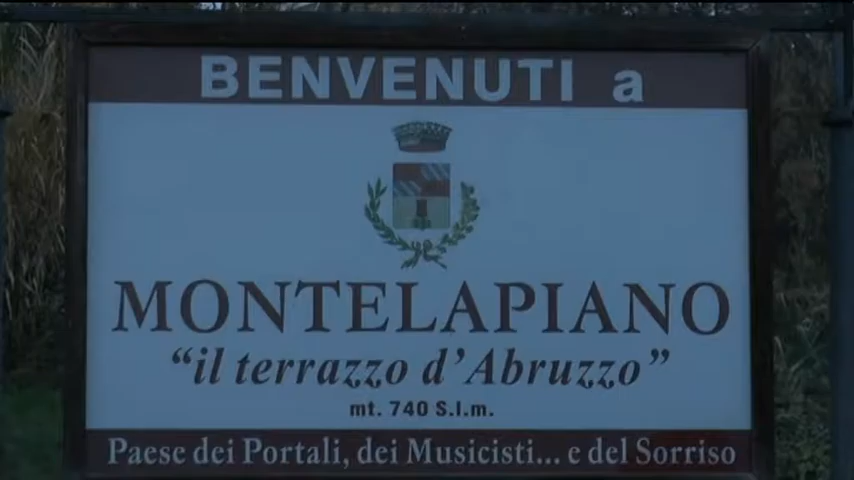 BENVENUTI a
MONTELAPIANO
“il terrazzo d’Abruzzo”
mt. 740 S.l.m.
Paese dei Portali, dei Musicisti... e del Sorriso